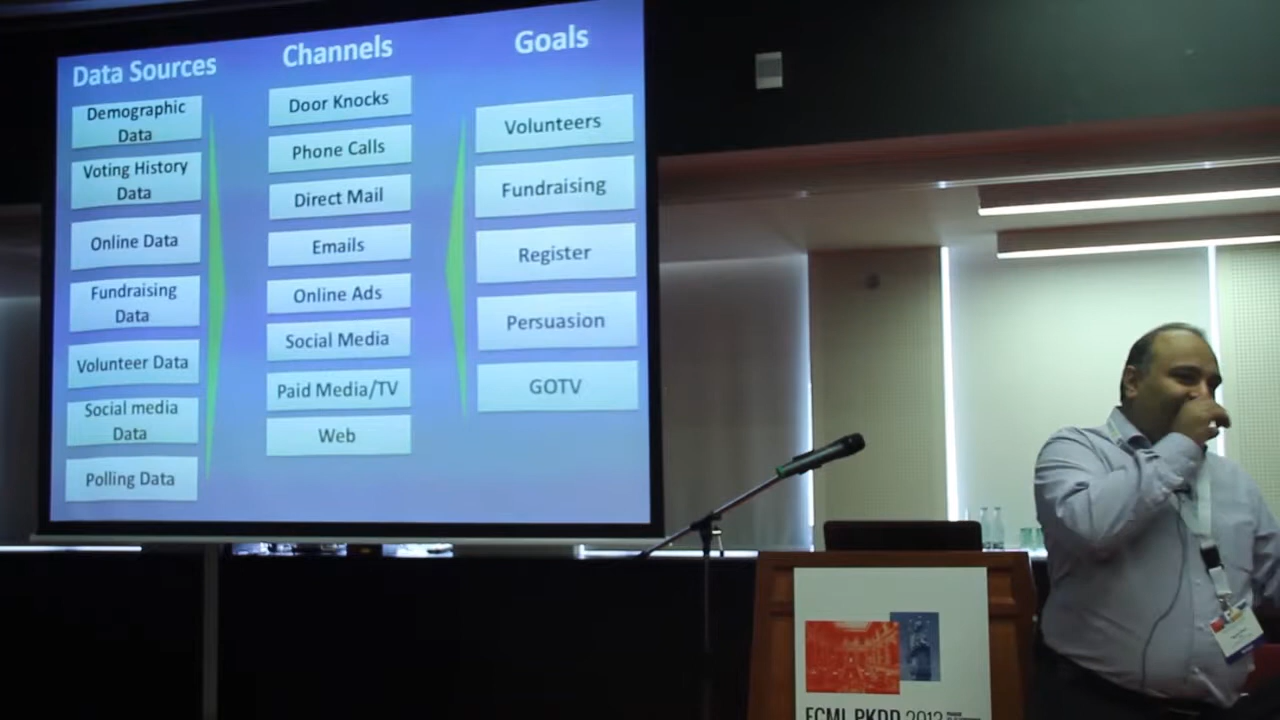 Data Sources
Demographic
Data
Voting History
Data
Online Data
Fundraising
Data
Volunteer Data
Social media
Data
Polling Data
Channels
Door Knocks
Phone Calls
Direct Mail
Emails
Online Ads
Social Media
Paid Media/TV
Web
Goals
Volunteers
Fundraising
Register
Persuasion
GOTV
ECML PKDD 2013